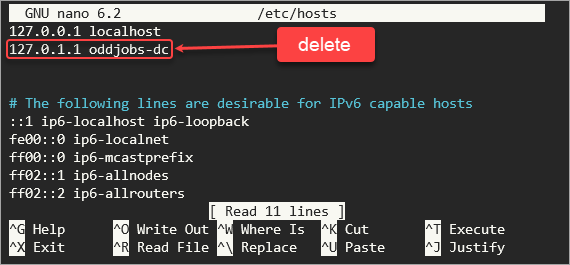 GNU nano 6.2 /etc/hosts
127.0.0.1 localhost
127.0.1.1 oddjobs-dc
delete
# The following lines are desirable for IPv6 capable hosts
::1 ip6-localhost ip6-loopback
fe00::0 ip6-localnet
ff00::0 ip6-mcastprefix
ff02::1 ip6-allnodes
ff02::2 ip6-allrouters
[ Read 11 lines ]
^G Help ^O Write Out ^W Where Is ^K Cut ^T Execute
^X Exit ^R Read File ^\ Replace ^U Paste ^J Justify